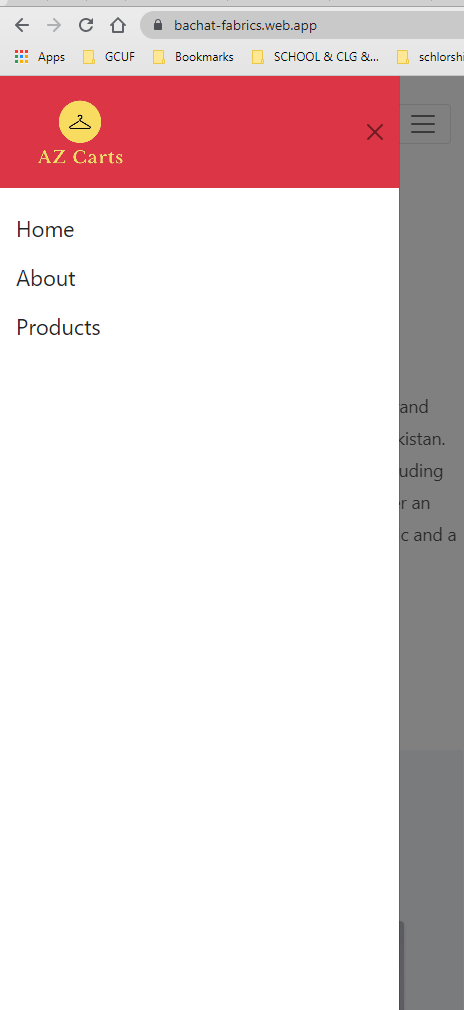 bachat-fabrics.web.app
Apps GCUF Bookmarks SCHOOL & CLG &... schlorshi
AZ Carts
Home
About
Products
and
kistan.
uding
er an
c and a